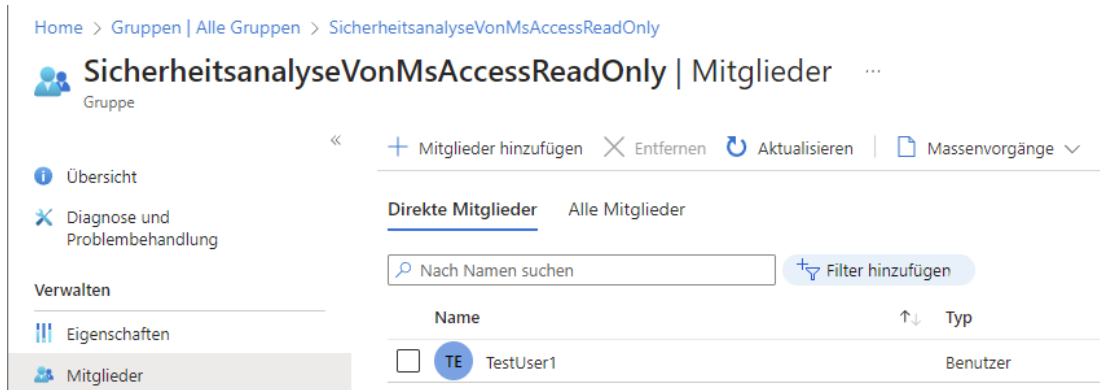 Home > Gruppen | Alle Gruppen > SicherheitsanalyseVonMsAccessReadOnly
SicherheitsanalyseVonMsAccessReadOnly | Mitglieder ...
Gruppe
«
Übersicht
Diagnose und
Problembehandlung
Verwalten
Eigenschaften
Mitglieder
+ Mitglieder hinzufügen Entfernen Aktualisieren | Massenvorgänge
Direkte Mitglieder Alle Mitglieder
Nach Namen suchen Filter hinzufügen
Name ↑↓ Typ
TE TestUser1 Benutzer